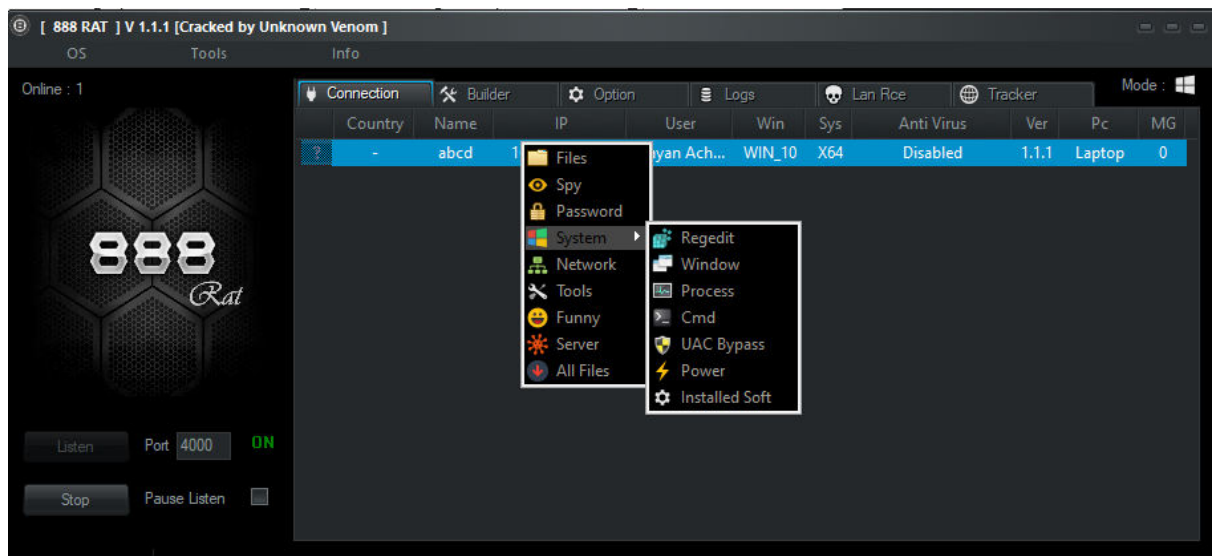 [ 888 RAT ] V 1.1.1 [Cracked by Unknown Venom ]
OS Tools Info
Online : 1
Connection Builder Option Logs Lan Rce Tracker Mode :
Country Name IP User Win Sys Anti Virus Ver Pc MG
? - abcd 1 yan Ach... WIN_10 X64 Disabled 1.1.1 Laptop 0
Files
Spy
Password
System
Network
Tools
Funny
Server
All Files
Regedit
Window
Process
Cmd
UAC Bypass
Power
Installed Soft
888
Rat
Listen Port 4000 ON
Stop Pause Listen